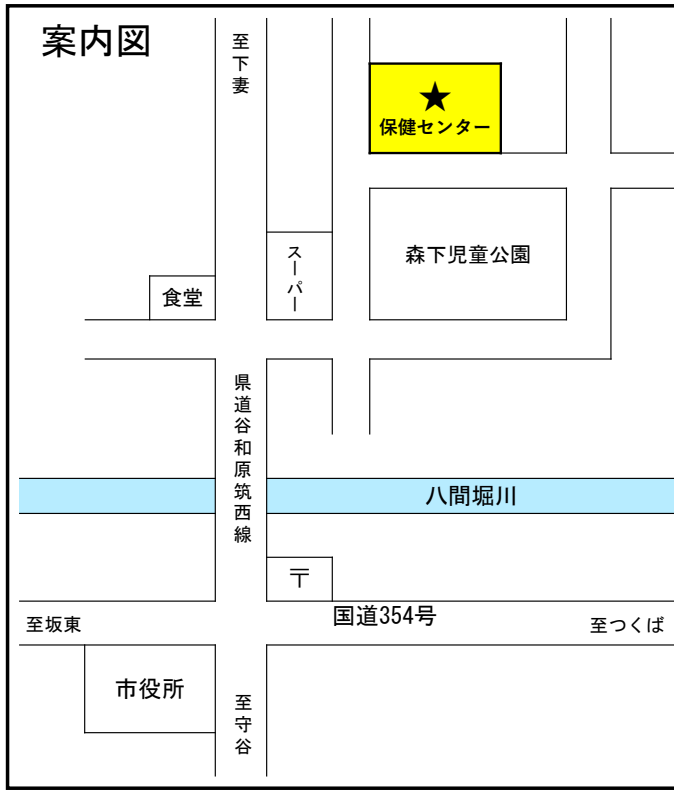 案内図
至下妻
★
保健センター
スーパー
森下児童公園
食堂
県道谷和原筑西線
八間堀川
〒
国道354号
至坂東
至つくば
市役所
至守谷